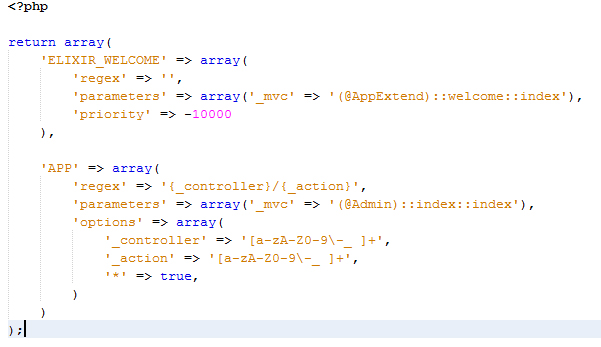 <?php
return array(
'ELIXIR_WELCOME' => array(
'regex' => '',
'parameters' => array('_mvc' => '(@AppExtend)::welcome::index'),
'priority' => -10000
),
'APP' => array(
'regex' => '{_controller}/{_action}',
'parameters' => array('_mvc' => '(@Admin)::index::index'),
'options' => array(
'_controller' => '[a-zA-Z0-9\-_ ]+',
'_action' => '[a-zA-Z0-9\-_ ]+',
'*' => true,
)
)
);